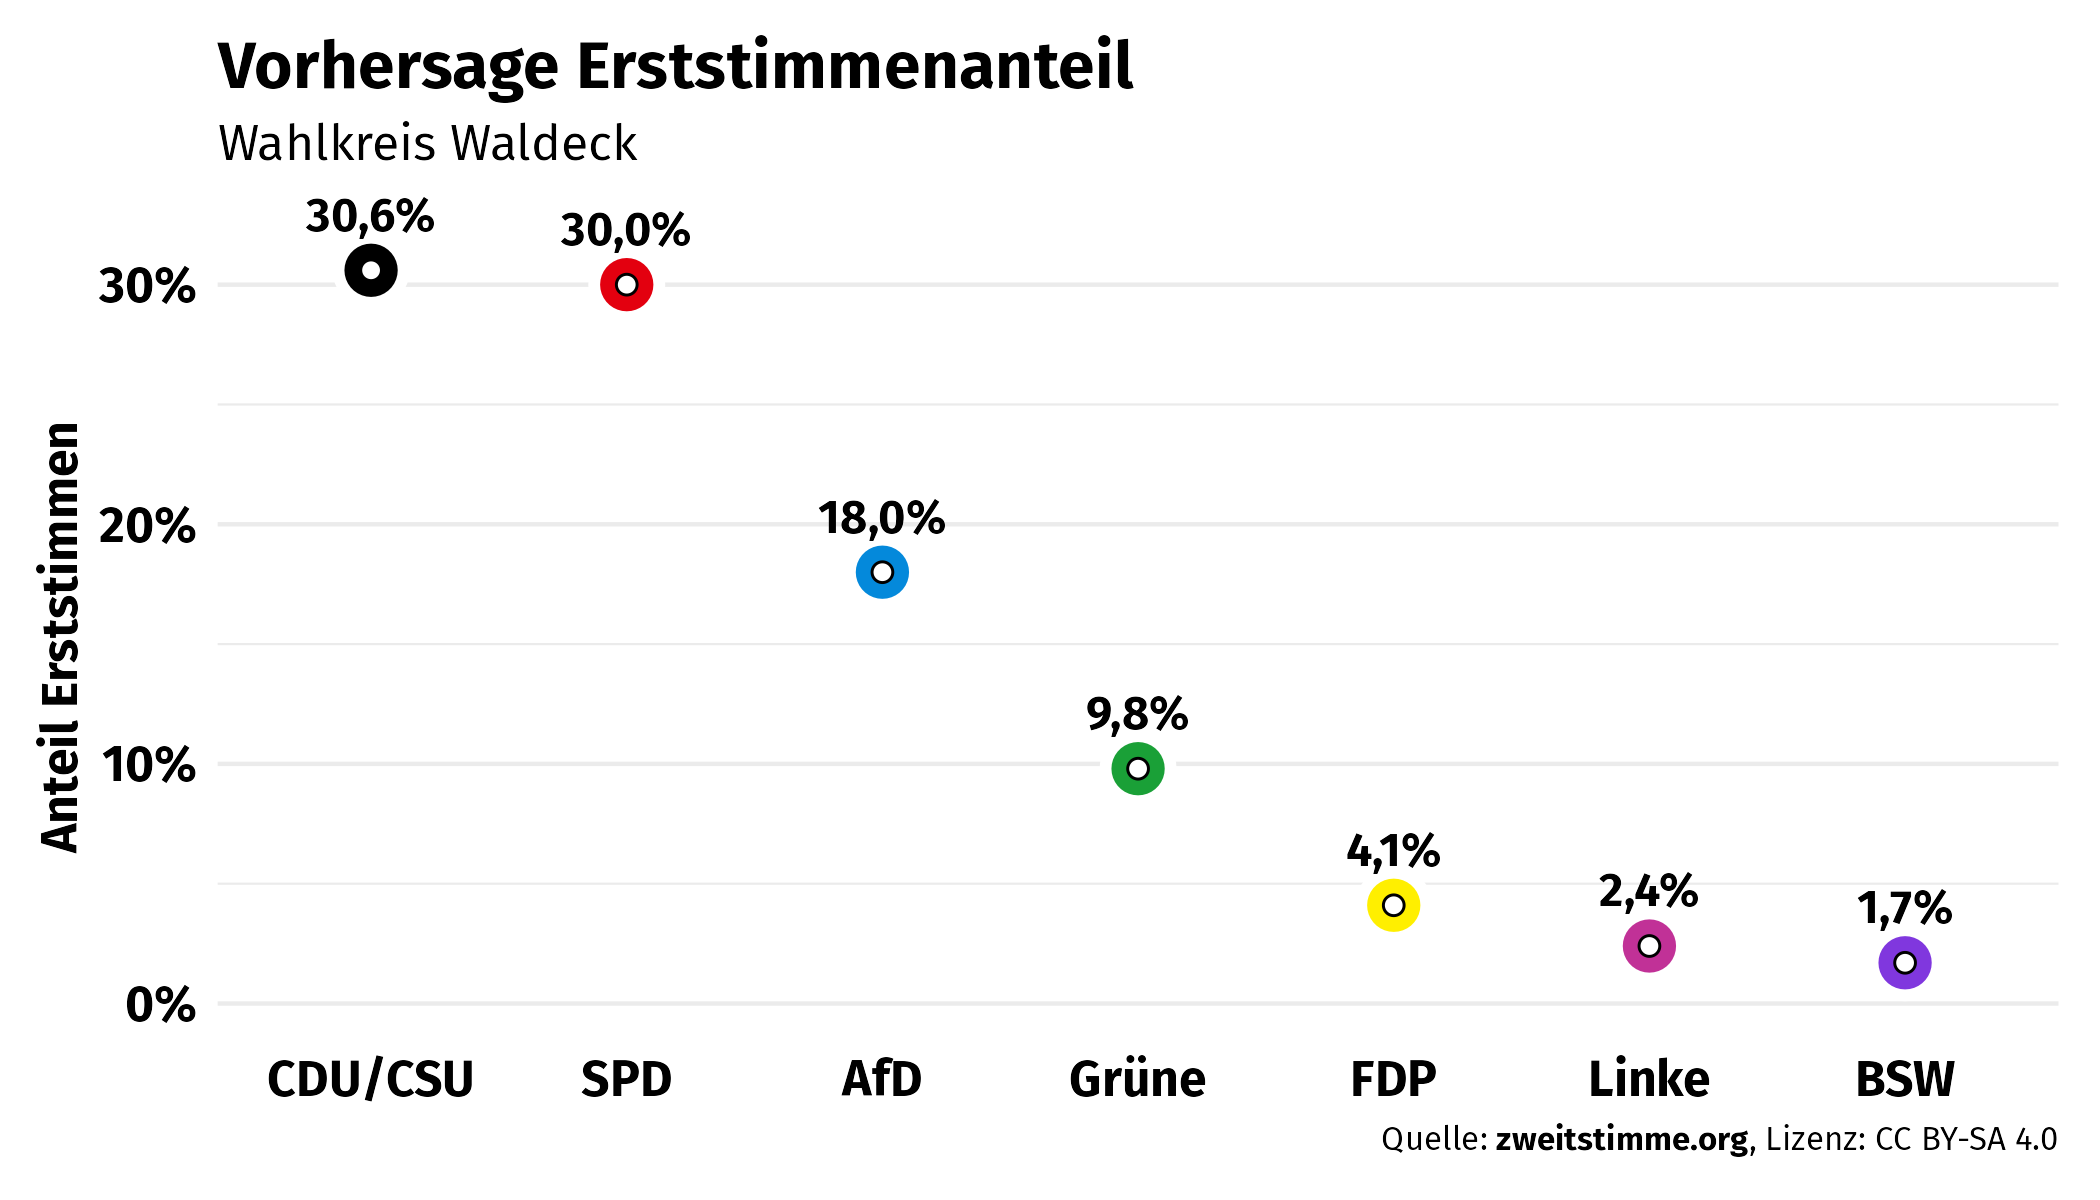 Vorhersage Erststimmenanteil
Wahlkreis Waldeck
Anteil Erststimmen
30%
20%
10%
0%
30,6%
30,0%
18,0%
9,8%
4,1%
2,4%
1,7%
CDU/CSU SPD AfD Grüne FDP Linke BSW
Quelle: zweitstimme.org, Lizenz: CC BY-SA 4.0